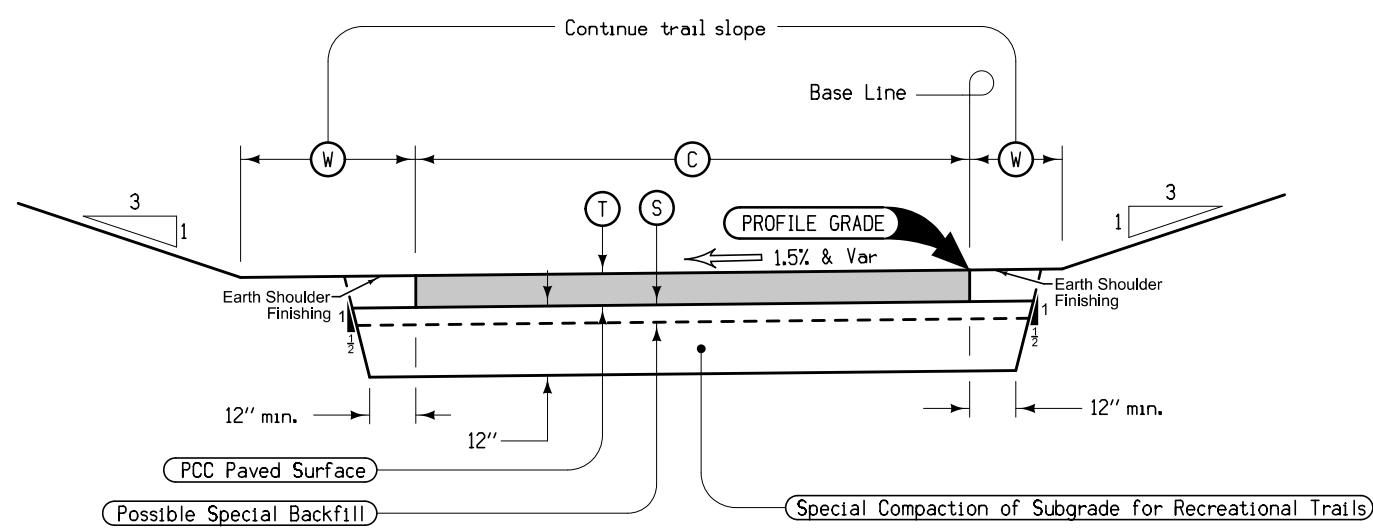 Continue trail slope
Base Line
W
C
W
3
1
T
S
PROFILE GRADE
1.5% & Var
3
1
Earth Shoulder
Finishing
Earth Shoulder
Finishing
1
½
1
½
12" min.
12"
12" min.
PCC Paved Surface
Possible Special Backfill
Special Compaction of Subgrade for Recreational Trails